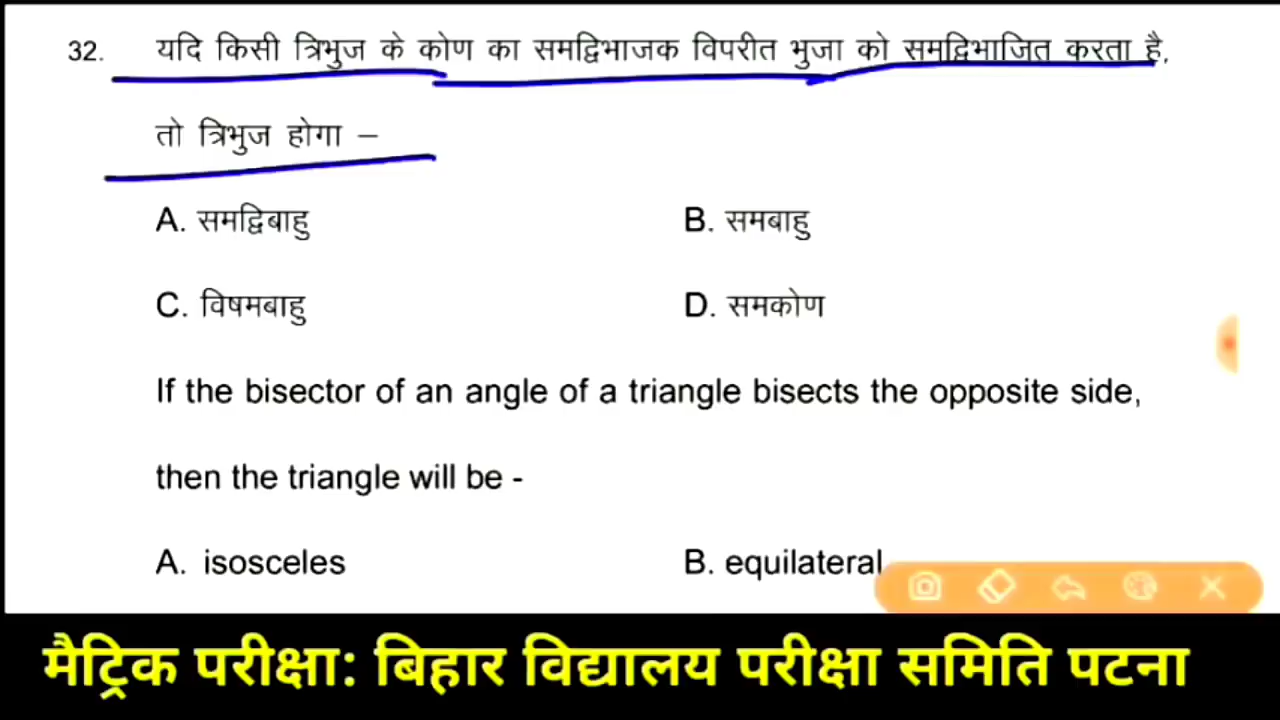 32. यदि किसी त्रिभुज के कोण का समद्विभाजक विपरीत भुजा को समद्विभाजित करता है,
तो त्रिभुज होगा –
A. समद्विबाहु B. समबाहु
C. विषमबाहु D. समकोण
If the bisector of an angle of a triangle bisects the opposite side,
then the triangle will be -
A. isosceles B. equilateral
मैट्रिक परीक्षा: बिहार विद्यालय परीक्षा समिति पटना